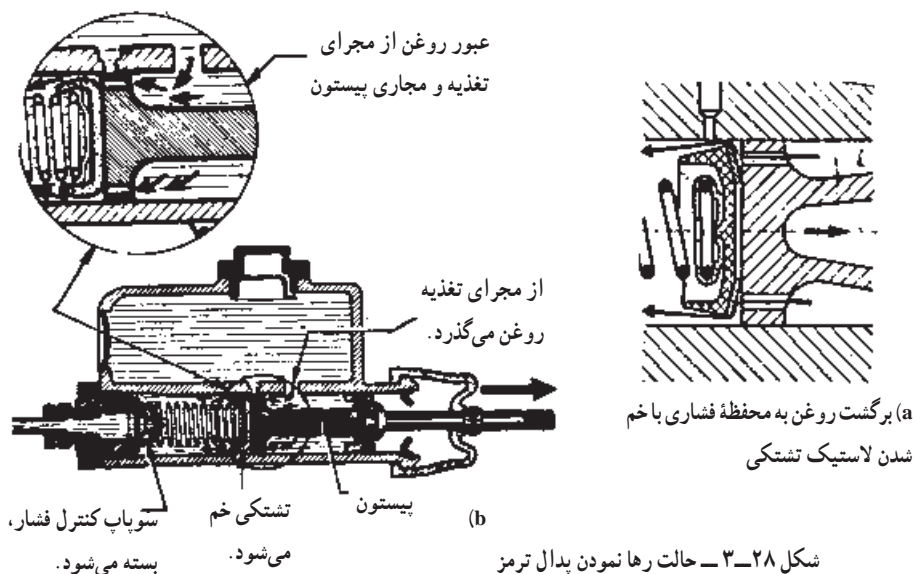 عبور روغن از مجرای
تغذیه و مجاری پیستون
از مجرای تغذیه
روغن می‌گذرد.
a) برگشت روغن به محفظهٔ فشاری با خم
شدن لاستیک تشتکی
پیستون
تشتکی خم
می‌شود.
سوپاپ کنترل فشار،
بسته می‌شود.
b)
شکل ۲۸ــ۳ ــ حالت رها نمودن پدال ترمز